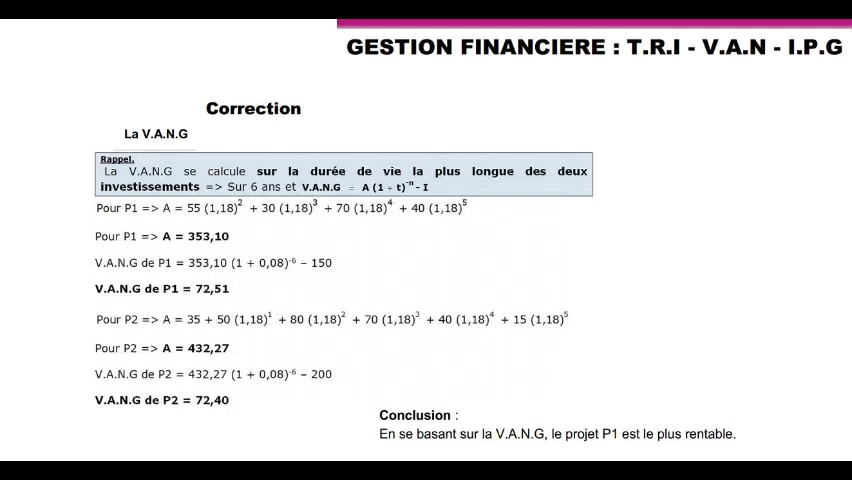 GESTION FINANCIERE : T.R.I - V.A.N - I.P.G
Correction
La V.A.N.G
Rappel.
La V.A.N.G se calcule sur la durée de vie la plus longue des deux
investissements => Sur 6 ans et V.A.N.G = A (1 + t)⁻ⁿ - I
Pour P1 => A = 55 (1,18)² + 30 (1,18)³ + 70 (1,18)⁴ + 40 (1,18)⁵
Pour P1 => A = 353,10
V.A.N.G de P1 = 353,10 (1 + 0,08)⁻⁶ – 150
V.A.N.G de P1 = 72,51
Pour P2 => A = 35 + 50 (1,18)¹ + 80 (1,18)² + 70 (1,18)³ + 40 (1,18)⁴ + 15 (1,18)⁵
Pour P2 => A = 432,27
V.A.N.G de P2 = 432,27 (1 + 0,08)⁻⁶ – 200
V.A.N.G de P2 = 72,40
Conclusion :
En se basant sur la V.A.N.G, le projet P1 est le plus rentable.